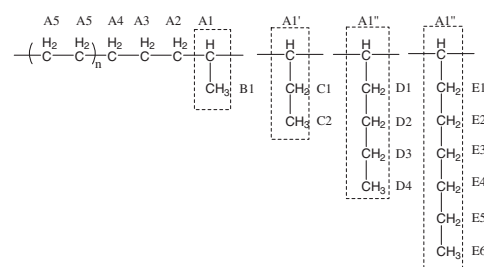 A5 A5 A4 A3 A2 A1 A1' A1" A1"
H2 H2 H2 H2 H2 H H H H
C C n C C C C C C C
CH3 B1 CH2 C1 CH2 D1 CH2 E1
CH3 C2 CH2 D2 CH2 E2
CH2 D3 CH2 E3
CH3 D4 CH2 E4
CH2 E5
CH3 E6